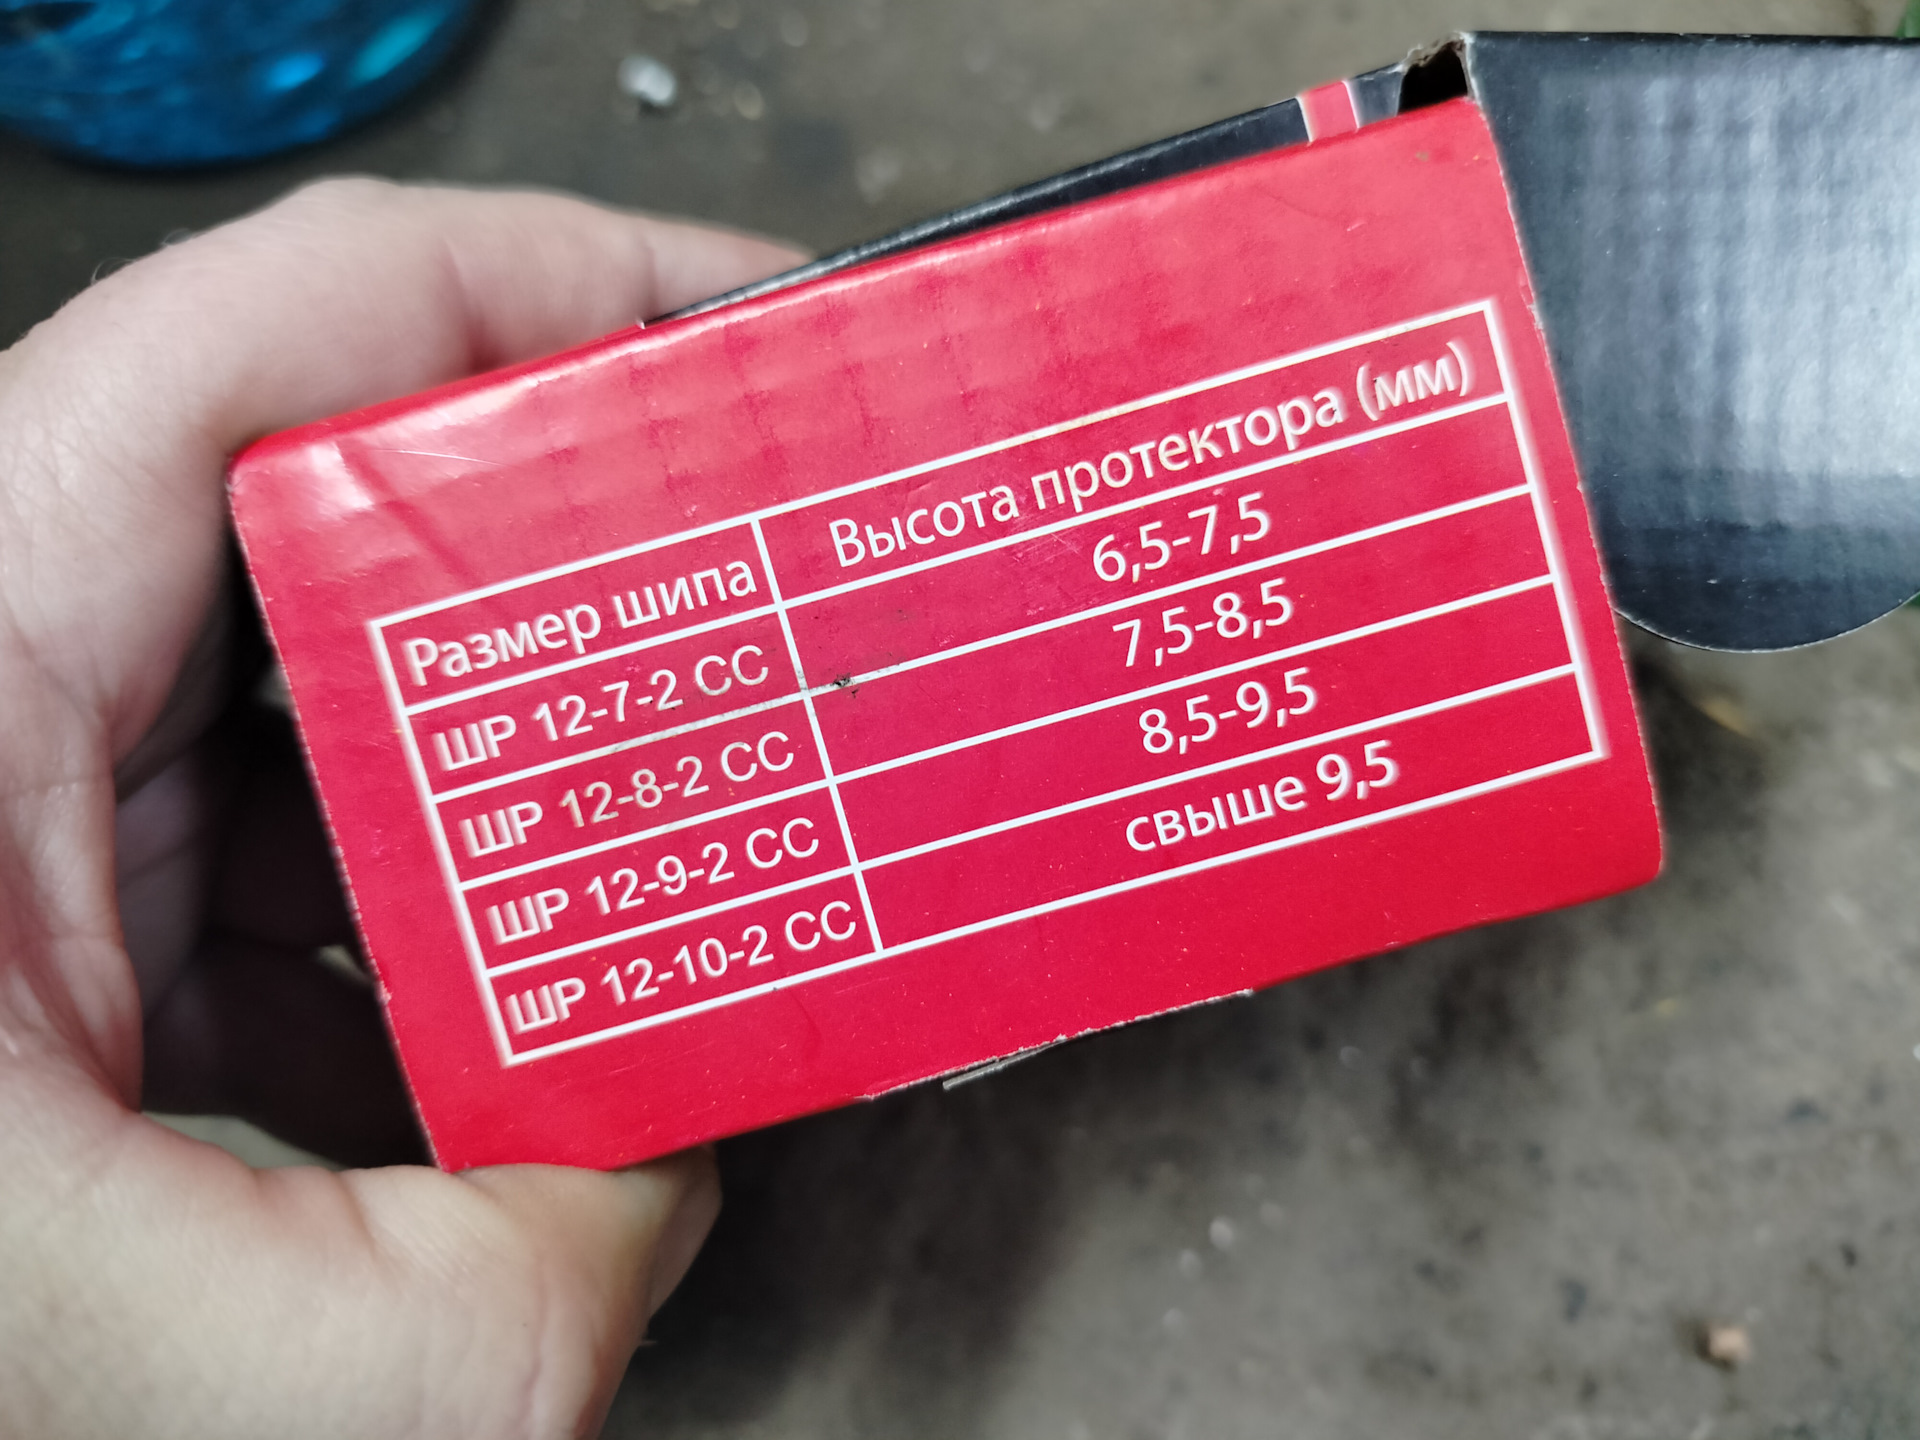 Размер шипа Высота протектора (мм)
ШР 12-7-2 СС 6,5-7,5
ШР 12-8-2 СС 7,5-8,5
ШР 12-9-2 СС 8,5-9,5
ШР 12-10-2 СС свыше 9,5